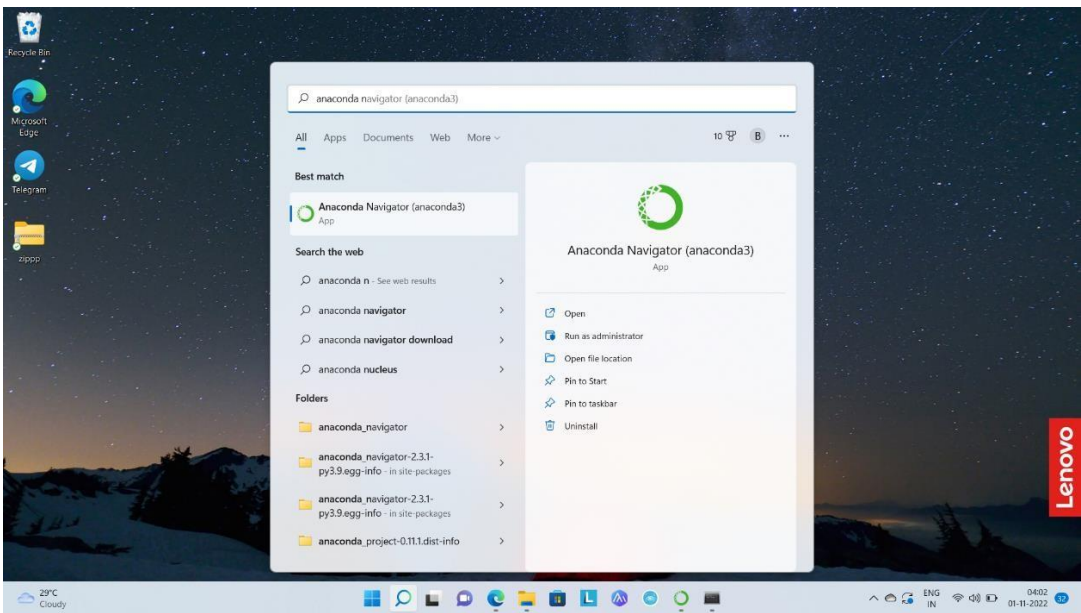 Recycle Bin
Microsoft
Edge
Telegram
zippp
anaconda navigator (anaconda3)
All Apps Documents Web More
10 B ...
Best match
Anaconda Navigator (anaconda3)
App
Search the web
anaconda n - See web results
anaconda navigator
anaconda navigator download
anaconda nucleus
Folders
anaconda_navigator
anaconda_navigator-2.3.1-
py3.9.egg-info - in site-packages
anaconda_navigator-2.3.1-
py3.9.egg-info - in site-packages
anaconda_project-0.11.1.dist-info
Anaconda Navigator (anaconda3)
App
Open
Run as administrator
Open file location
Pin to Start
Pin to taskbar
Uninstall
Lenovo
29°C
Cloudy
L
ENG
IN
04:02
01-11-2022
37